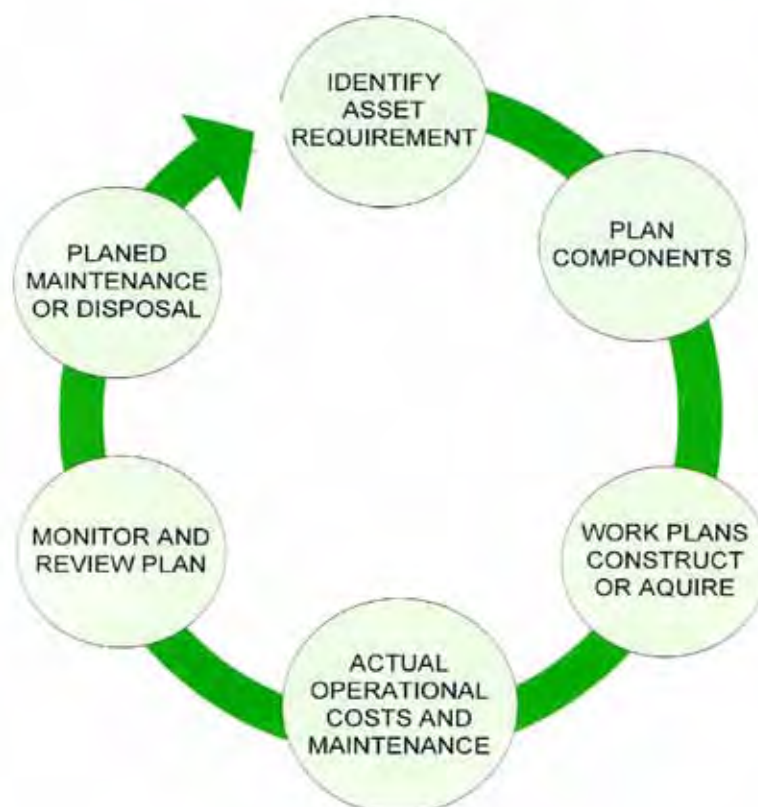 IDENTIFY
ASSET
REQUIREMENT
PLAN
COMPONENTS
WORK PLANS
CONSTRUCT
OR AQUIRE
ACTUAL
OPERATIONAL
COSTS AND
MAINTENANCE
MONITOR AND
REVIEW PLAN
PLANED
MAINTENANCE
OR DISPOSAL